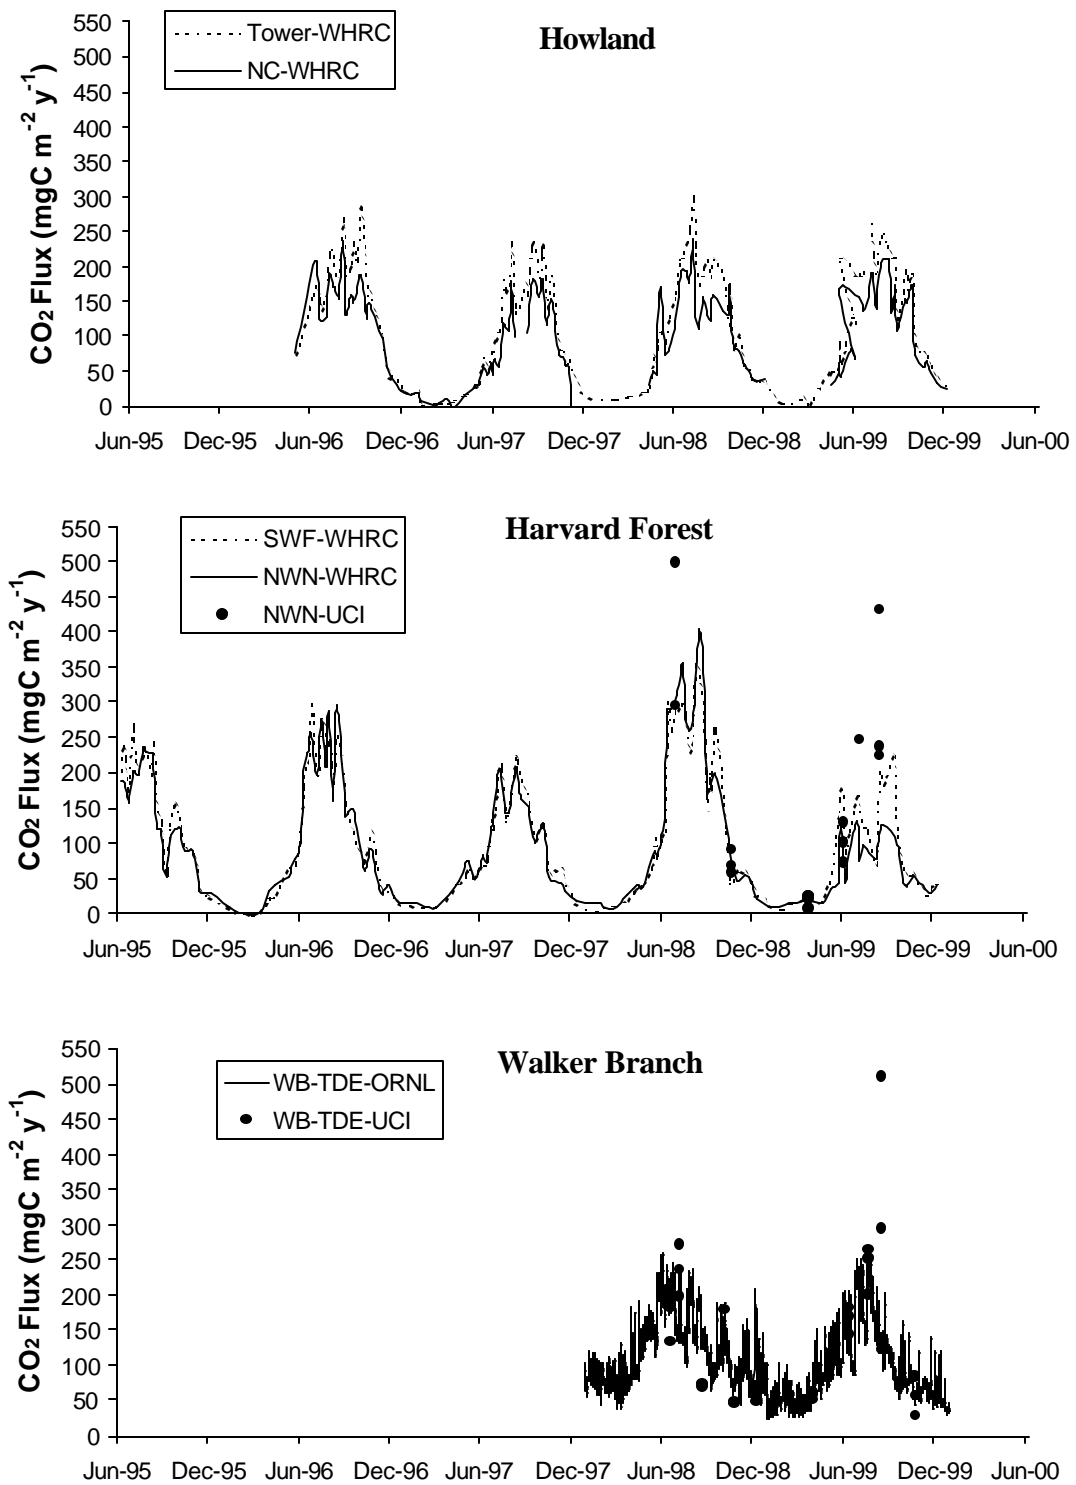 Howland
Tower-WHRC
NC-WHRC
CO2 Flux (mgC m-2 y-1)
550
500
450
400
350
300
250
200
150
100
50
0
Jun-95 Dec-95 Jun-96 Dec-96 Jun-97 Dec-97 Jun-98 Dec-98 Jun-99 Dec-99 Jun-00
Harvard Forest
SWF-WHRC
NWN-WHRC
NWN-UCI
CO2 Flux (mgC m-2 y-1)
550
500
450
400
350
300
250
200
150
100
50
0
Jun-95 Dec-95 Jun-96 Dec-96 Jun-97 Dec-97 Jun-98 Dec-98 Jun-99 Dec-99 Jun-00
Walker Branch
WB-TDE-ORNL
WB-TDE-UCI
CO2 Flux (mgC m-2 y-1)
550
500
450
400
350
300
250
200
150
100
50
0
Jun-95 Dec-95 Jun-96 Dec-96 Jun-97 Dec-97 Jun-98 Dec-98 Jun-99 Dec-99 Jun-00